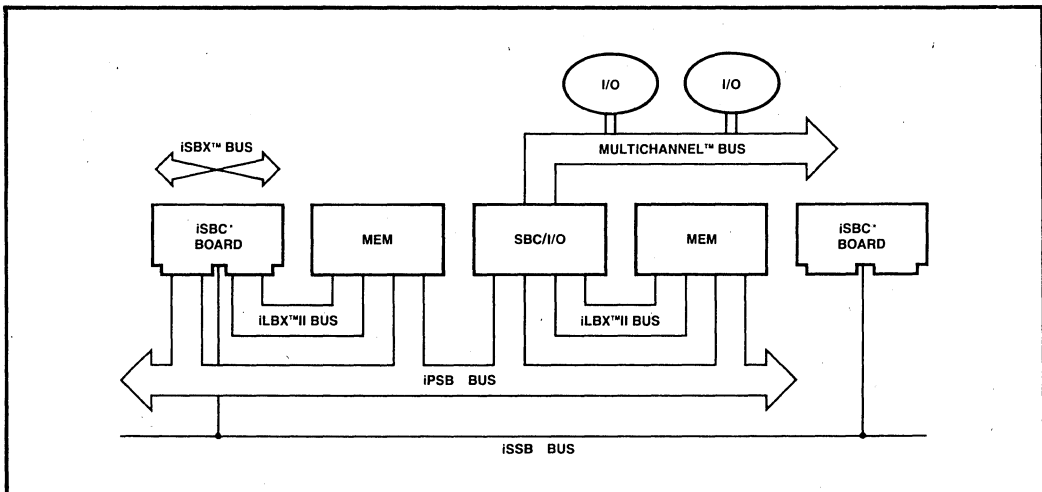 I/O
I/O
MULTICHANNEL™ BUS
iSBX™ BUS
iSBC*
BOARD
MEM
SBC/I/O
MEM
iSBC*
BOARD
iLBX™II BUS
iLBX™II BUS
iPSB BUS
iSSB BUS